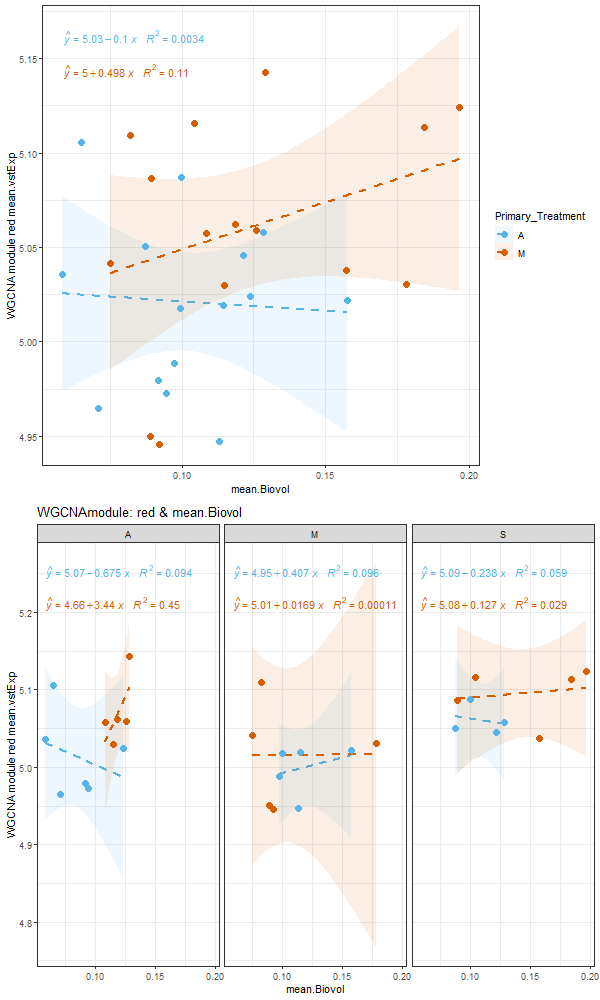 ŷ = 5.03 − 0.1 x R² = 0.0034
ŷ = 5 + 0.498 x R² = 0.11
5.15
5.10
5.05
5.00
4.95
WGCNA module red mean.vstExp
0.10
0.15
0.20
mean.Biovol
Primary_Treatment
A
M
WGCNAmodule: red & mean.Biovol
A
M
S
ŷ = 5.07 − 0.675 x R² = 0.094
ŷ = 4.66 + 3.44 x R² = 0.45
ŷ = 4.95 + 0.407 x R² = 0.096
ŷ = 5.01 + 0.0169 x R² = 0.00011
ŷ = 5.09 − 0.238 x R² = 0.059
ŷ = 5.08 + 0.127 x R² = 0.029
5.2
5.1
5.0
4.9
4.8
WGCNA module red mean.vstExp
0.10
0.15
0.20
0.10
0.15
0.20
0.10
0.15
0.20
mean.Biovol